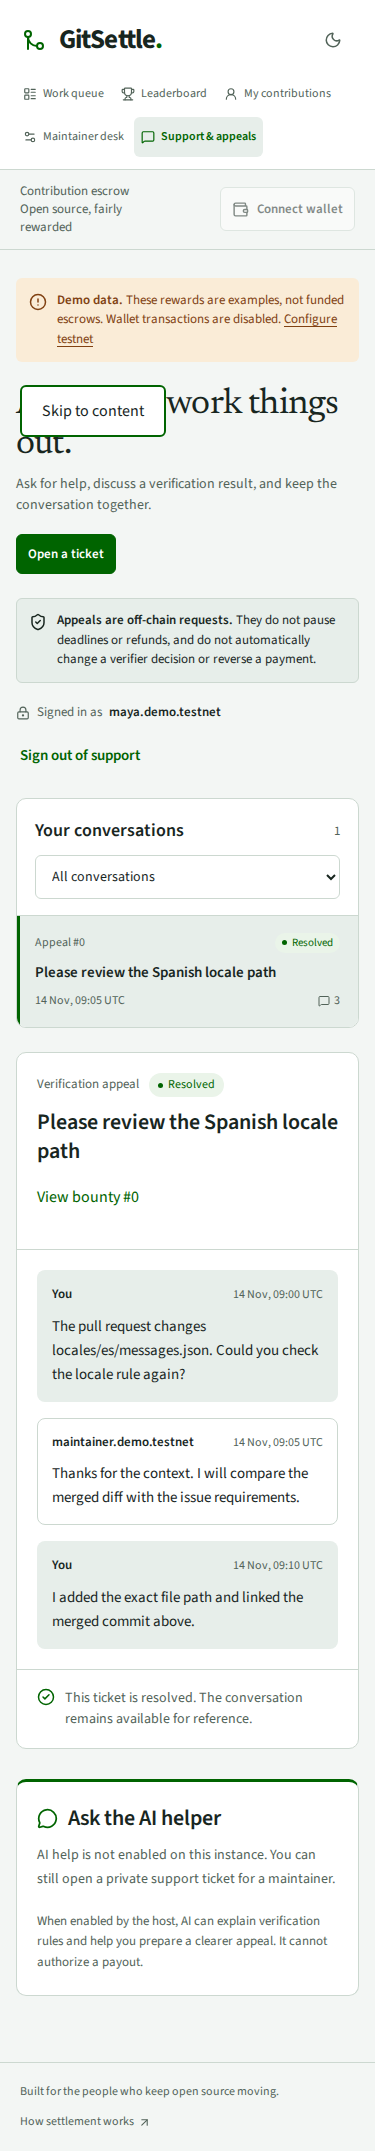 GitSettle.
Work queue
Leaderboard
My contributions
Maintainer desk
Support & appeals
Contribution escrow
Open source, fairly
rewarded
Connect wallet
Demo data. These rewards are examples, not funded
escrows. Wallet transactions are disabled. Configure
testnet
Skip to content
work things
out.
Ask for help, discuss a verification result, and keep the
conversation together.
Open a ticket
Appeals are off-chain requests. They do not pause
deadlines or refunds, and do not automatically
change a verifier decision or reverse a payment.
Signed in as maya.demo.testnet
Sign out of support
Your conversations
1
All conversations
Appeal #0
Resolved
Please review the Spanish locale path
14 Nov, 09:05 UTC
3
Verification appeal
Resolved
Please review the Spanish locale
path
View bounty #0
You
14 Nov, 09:00 UTC
The pull request changes
locales/es/messages.json. Could you check
the locale rule again?
maintainer.demo.testnet
14 Nov, 09:05 UTC
Thanks for the context. I will compare the
merged diff with the issue requirements.
You
14 Nov, 09:10 UTC
I added the exact file path and linked the
merged commit above.
This ticket is resolved. The conversation
remains available for reference.
Ask the AI helper
AI help is not enabled on this instance. You can
still open a private support ticket for a maintainer.
When enabled by the host, AI can explain verification
rules and help you prepare a clearer appeal. It cannot
authorize a payout.
Built for the people who keep open source moving.
How settlement works